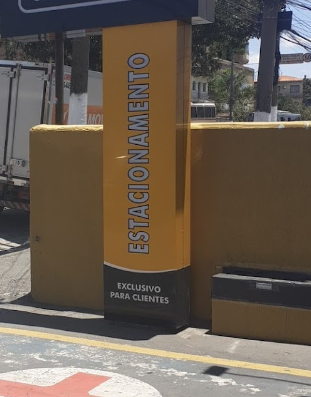 ESTACIONAMENTO
EXCLUSIVO
PARA CLIENTES